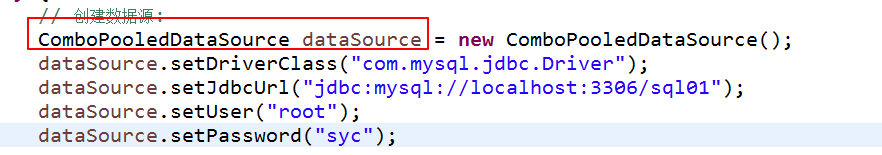 // 创建数据源:
ComboPooledDataSource dataSource = new ComboPooledDataSource();
dataSource.setDriverClass("com.mysql.jdbc.Driver");
dataSource.setJdbcUrl("jdbc:mysql://localhost:3306/sql01");
dataSource.setUser("root");
dataSource.setPassword("syc");